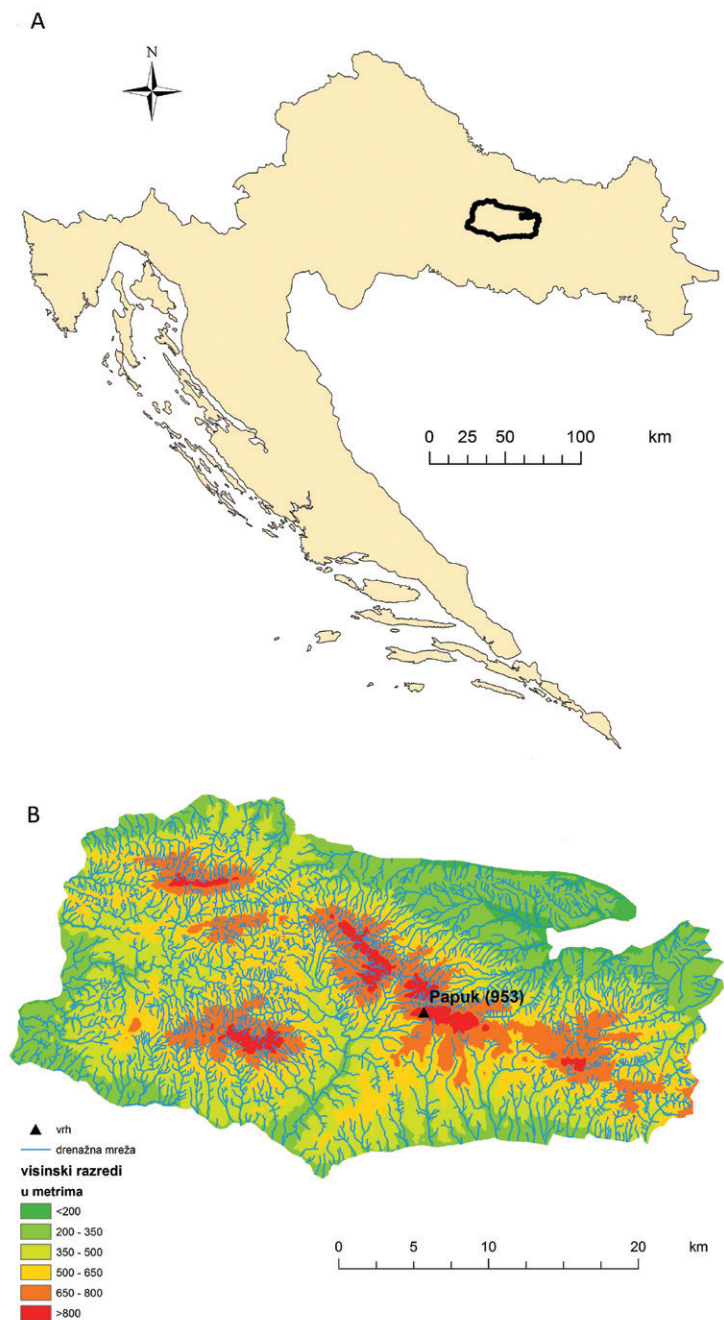 A
N
0 25 50 100 km
B
Papuk (953)
vrh
drenažna mreža
visinski razredi
u metrima
<200
200 - 350
350 - 500
500 - 650
650 - 800
>800
0 5 10 20 km